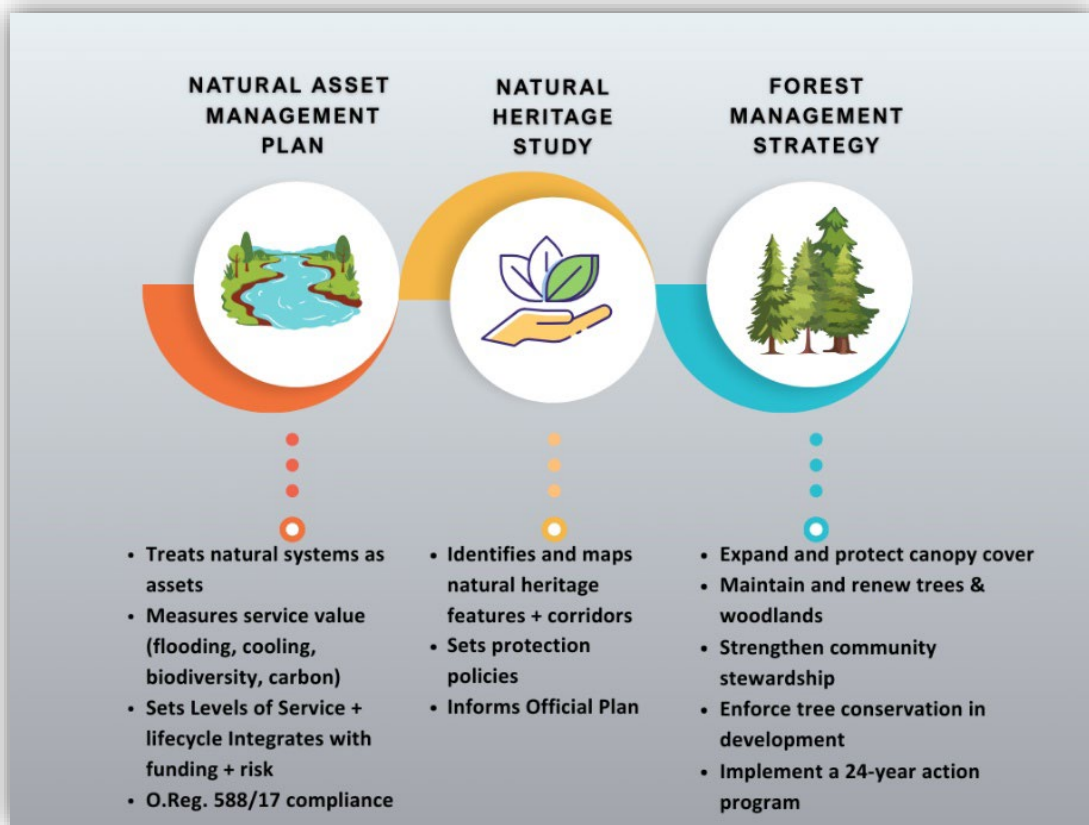 NATURAL ASSET
MANAGEMENT
PLAN
NATURAL
HERITAGE
STUDY
FOREST
MANAGEMENT
STRATEGY
• Treats natural systems as
assets
• Measures service value
(flooding, cooling,
biodiversity, carbon)
• Sets Levels of Service +
lifecycle Integrates with
funding + risk
• O.Reg. 588/17 compliance
• Identifies and maps
natural heritage
features + corridors
• Sets protection
policies
• Informs Official Plan
• Expand and protect canopy cover
• Maintain and renew trees &
woodlands
• Strengthen community
stewardship
• Enforce tree conservation in
development
• Implement a 24-year action
program